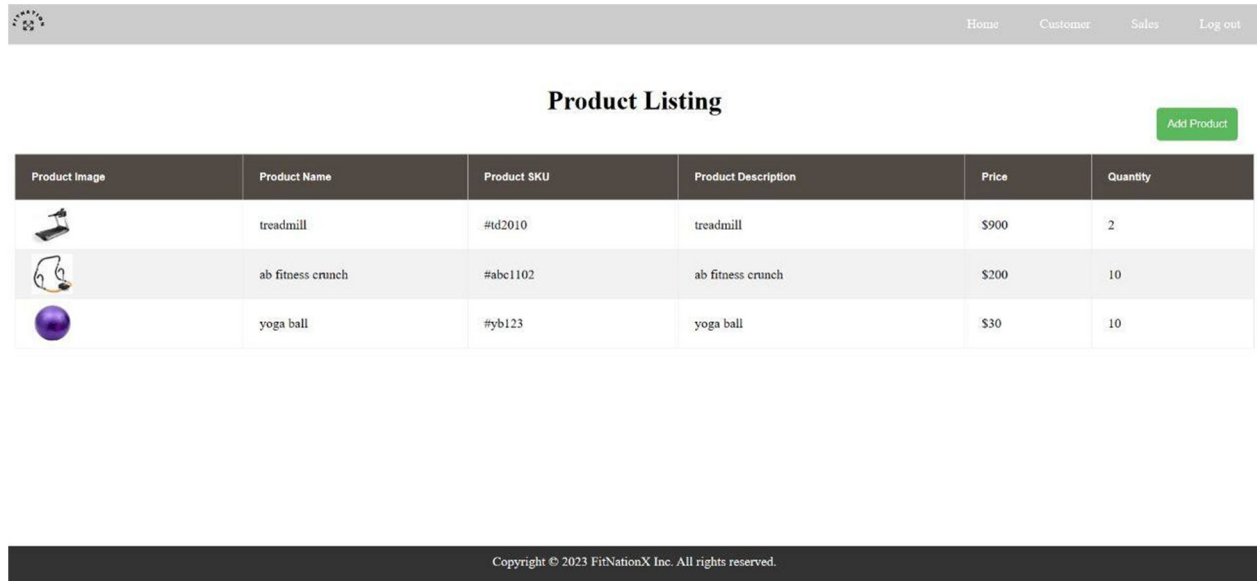 FITNATION
Home Customer Sales Log out
Product Listing
Add Product
Product Image Product Name Product SKU Product Description Price Quantity
treadmill #td2010 treadmill $900 2
ab fitness crunch #abc1102 ab fitness crunch $200 10
yoga ball #yb123 yoga ball $30 10
Copyright © 2023 FitNationX Inc. All rights reserved.